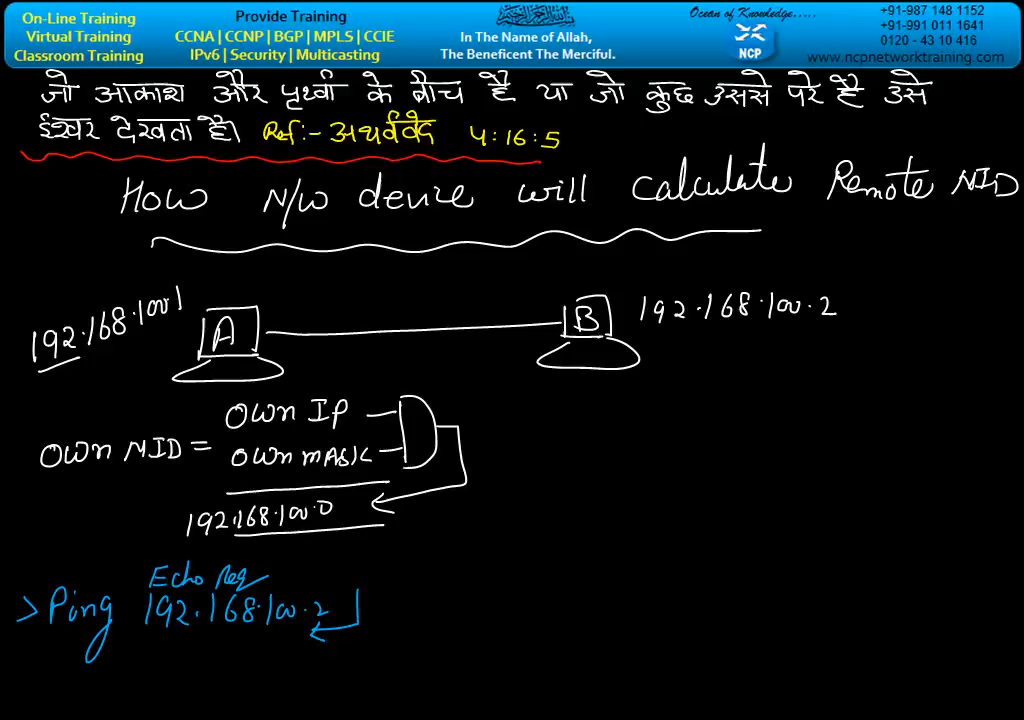 On-Line Training
Virtual Training
Classroom Training
Provide Training
CCNA | CCNP | BGP | MPLS | CCIE
IPv6 | Security | Multicasting
In The Name of Allah,
The Beneficent The Merciful.
Ocean of Knowledge.....
NCP
+91-987 148 1152
+91-991 011 1641
0120 - 43 10 416
www.ncpnetworktraining.com
जो आकाश और पृथ्वी के बीच है या जो कुछ उससे परे है उसे
ईश्वर देखता है। Ref:- अथर्ववेद 4:16:5
How N/w device will calculate Remote NID
192.168.100.1
A
B
192.168.100.2
own NID =
own IP
own mASK
192.168.100.0
Echo Req
> Ping 192.168.100.2